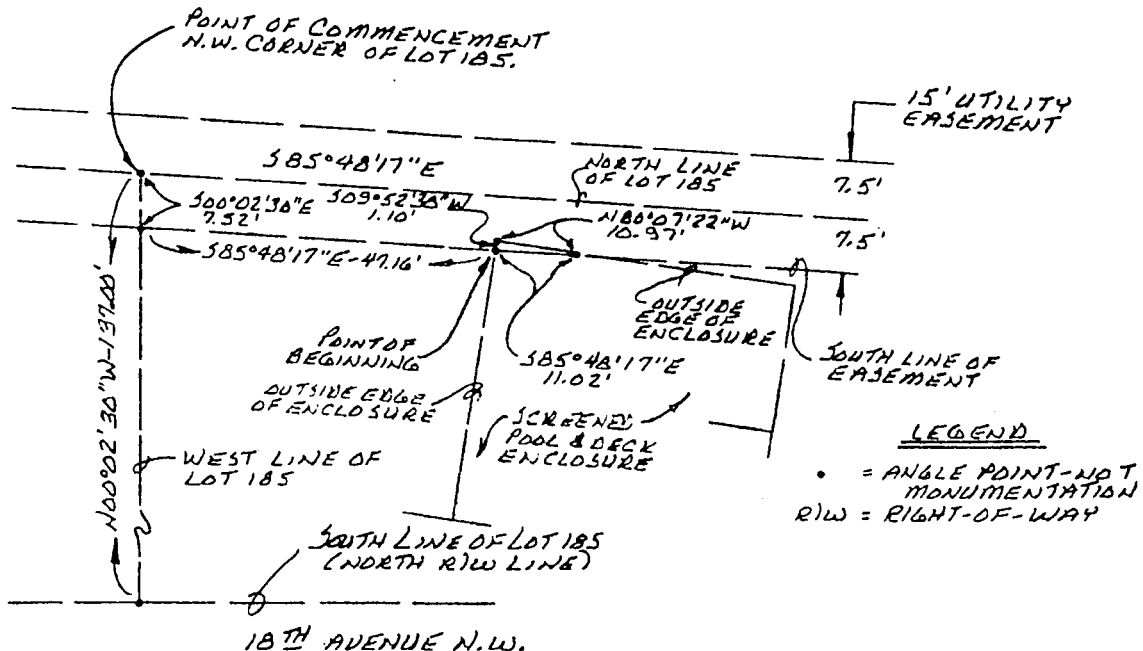 POINT OF COMMENCEMENT
N.W. CORNER OF LOT 185.
15' UTILITY
EASEMENT
S85°48'17"E
NORTH LINE
OF LOT 185
7.5'
S00°02'30"E
7.52'
S09°52'38"W
1.10'
N80°07'22"W
10.97'
7.5'
S85°48'17"E-47.16'
OUTSIDE
EDGE OF
ENCLOSURE
POINT OF
BEGINNING
S85°48'17"E
11.02'
SOUTH LINE OF
EASEMENT
OUTSIDE EDGE
OF ENCLOSURE
SCREENED
POOL & DECK
ENCLOSURE
N00°02'30"W-137.00'
WEST LINE OF
LOT 185
LEGEND
• = ANGLE POINT-NOT
MONUMENTATION
R/W = RIGHT-OF-WAY
SOUTH LINE OF LOT 185
(NORTH R/W LINE)
18TH AVENUE N.W.